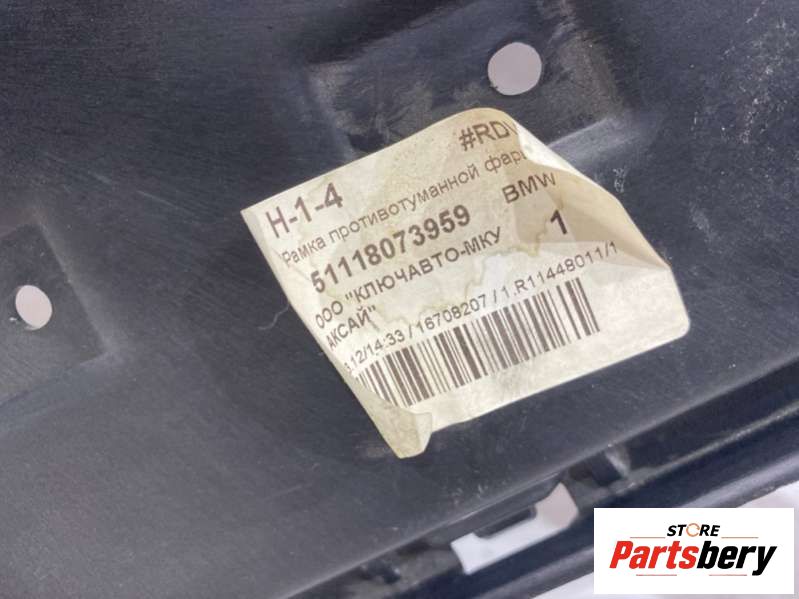 #RDV
H-1-4
Рамка противотуманной фары
51118073959 BMW
ООО "КЛЮЧАВТО-МКУ 1
АКСАЙ"
.12/14:33 / 16708207 / 1.R11448011/1
STORE
Partsbery